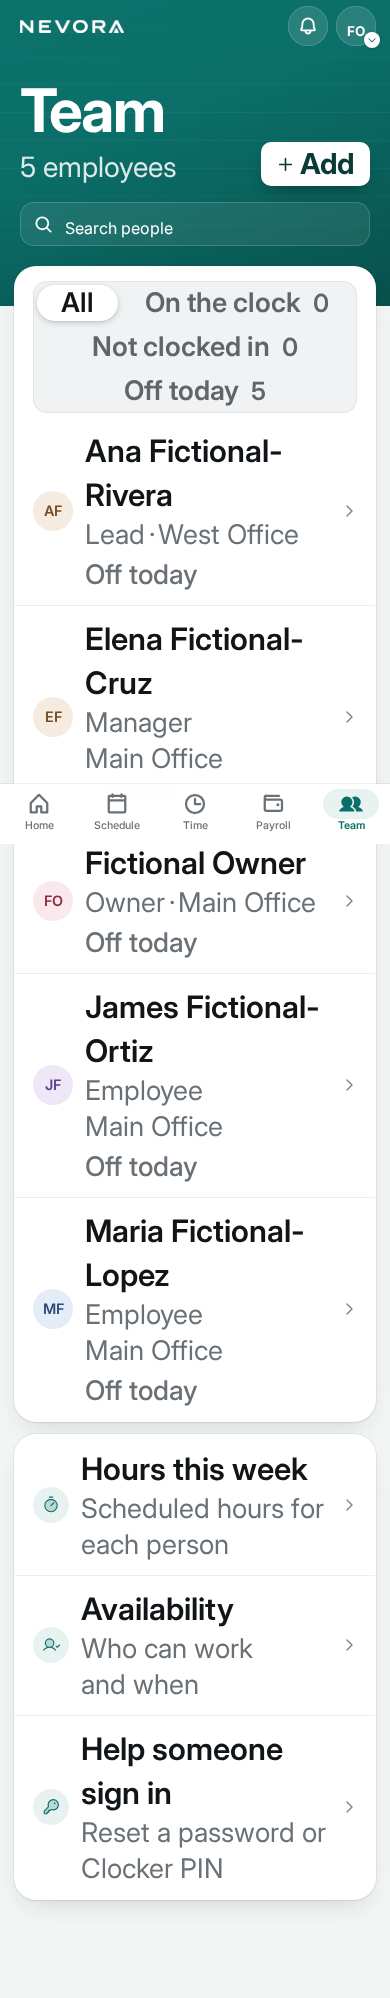 NEVORA
FO
Team
5 employees
+ Add
Search people
All
On the clock 0
Not clocked in 0
Off today 5
AF
Ana Fictional-
Rivera
Lead · West Office
Off today
EF
Elena Fictional-
Cruz
Manager
Main Office
Home
Schedule
Time
Payroll
Team
FO
Fictional Owner
Owner · Main Office
Off today
JF
James Fictional-
Ortiz
Employee
Main Office
Off today
MF
Maria Fictional-
Lopez
Employee
Main Office
Off today
Hours this week
Scheduled hours for
each person
Availability
Who can work
and when
Help someone
sign in
Reset a password or
Clocker PIN